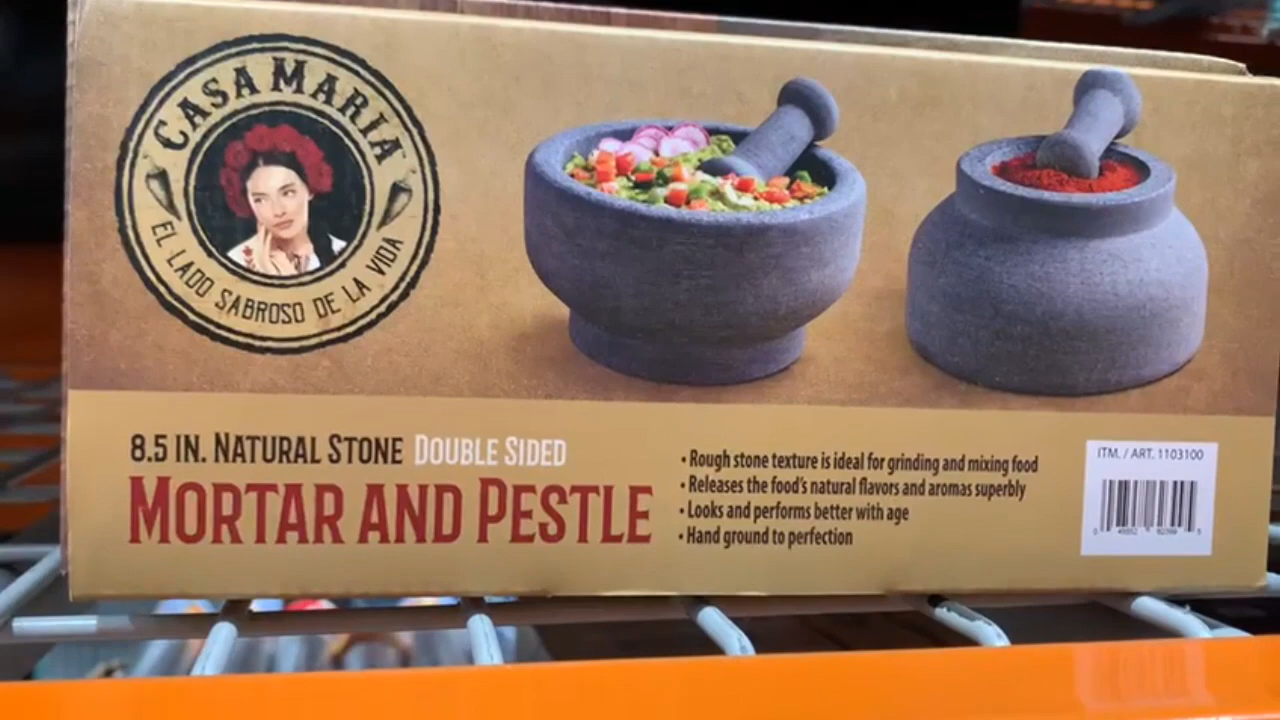 CASA MARIA
EL LADO SABROSO DE LA VIDA
8.5 IN. NATURAL STONE DOUBLE SIDED
MORTAR AND PESTLE
• Rough stone texture is ideal for grinding and mixing food
• Releases the food's natural flavors and aromas superbly
• Looks and performs better with age
• Hand ground to perfection
ITM. / ART. 1103100